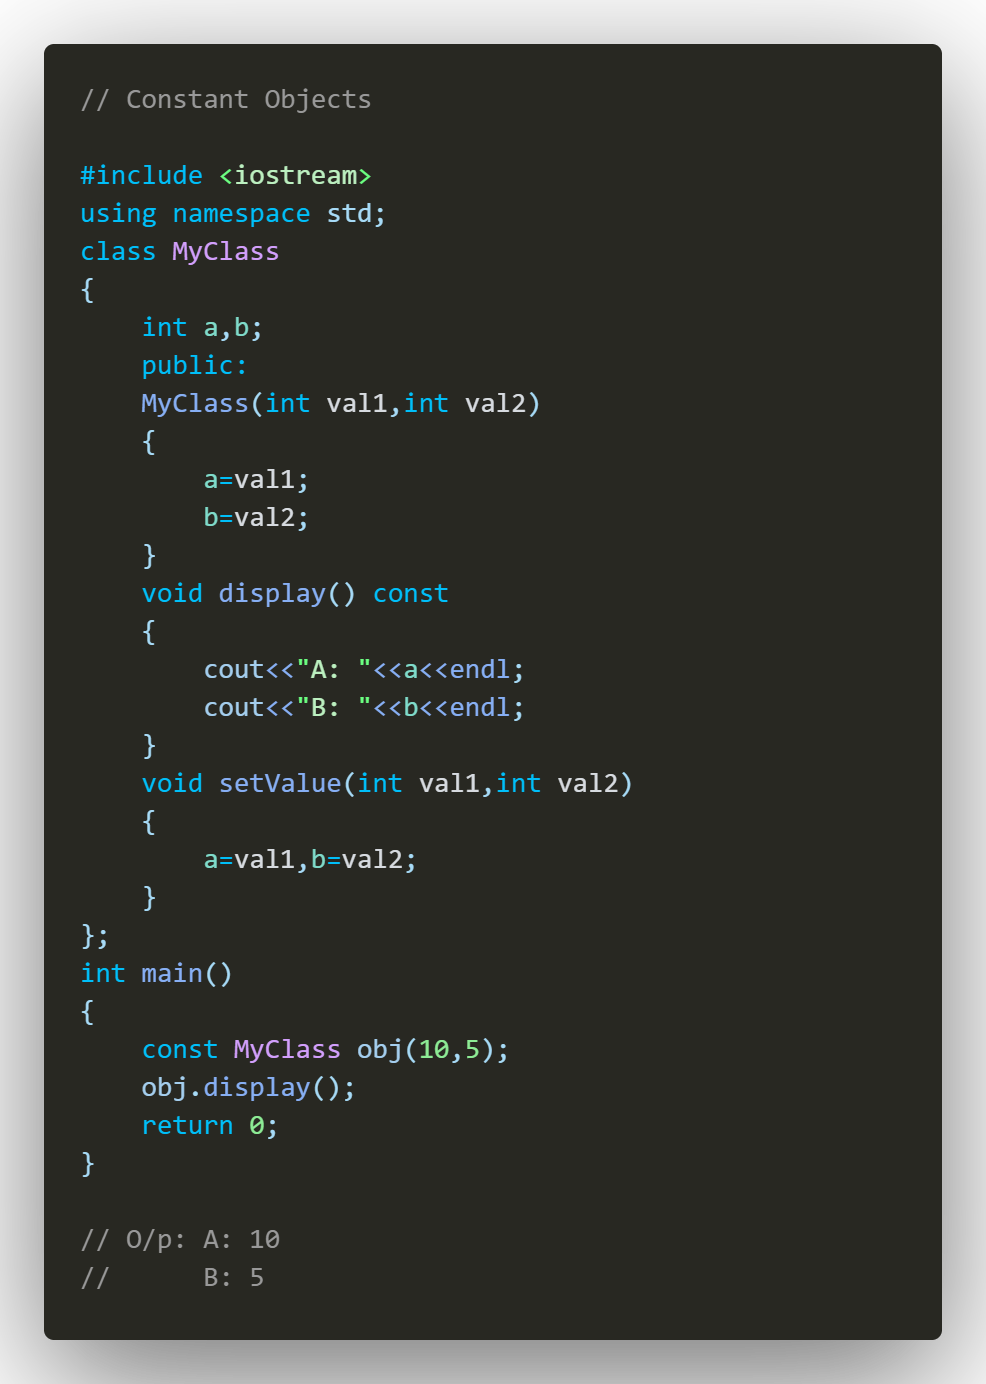 // Constant Objects

#include <iostream>
using namespace std;
class MyClass
{
    int a,b;
    public:
    MyClass(int val1,int val2)
    {
        a=val1;
        b=val2;
    }
    void display() const
    {
        cout<<"A: "<<a<<endl;
        cout<<"B: "<<b<<endl;
    }
    void setValue(int val1,int val2)
    {
        a=val1,b=val2;
    }
};
int main()
{
    const MyClass obj(10,5);
    obj.display();
    return 0;
}

// O/p: A: 10
//      B: 5